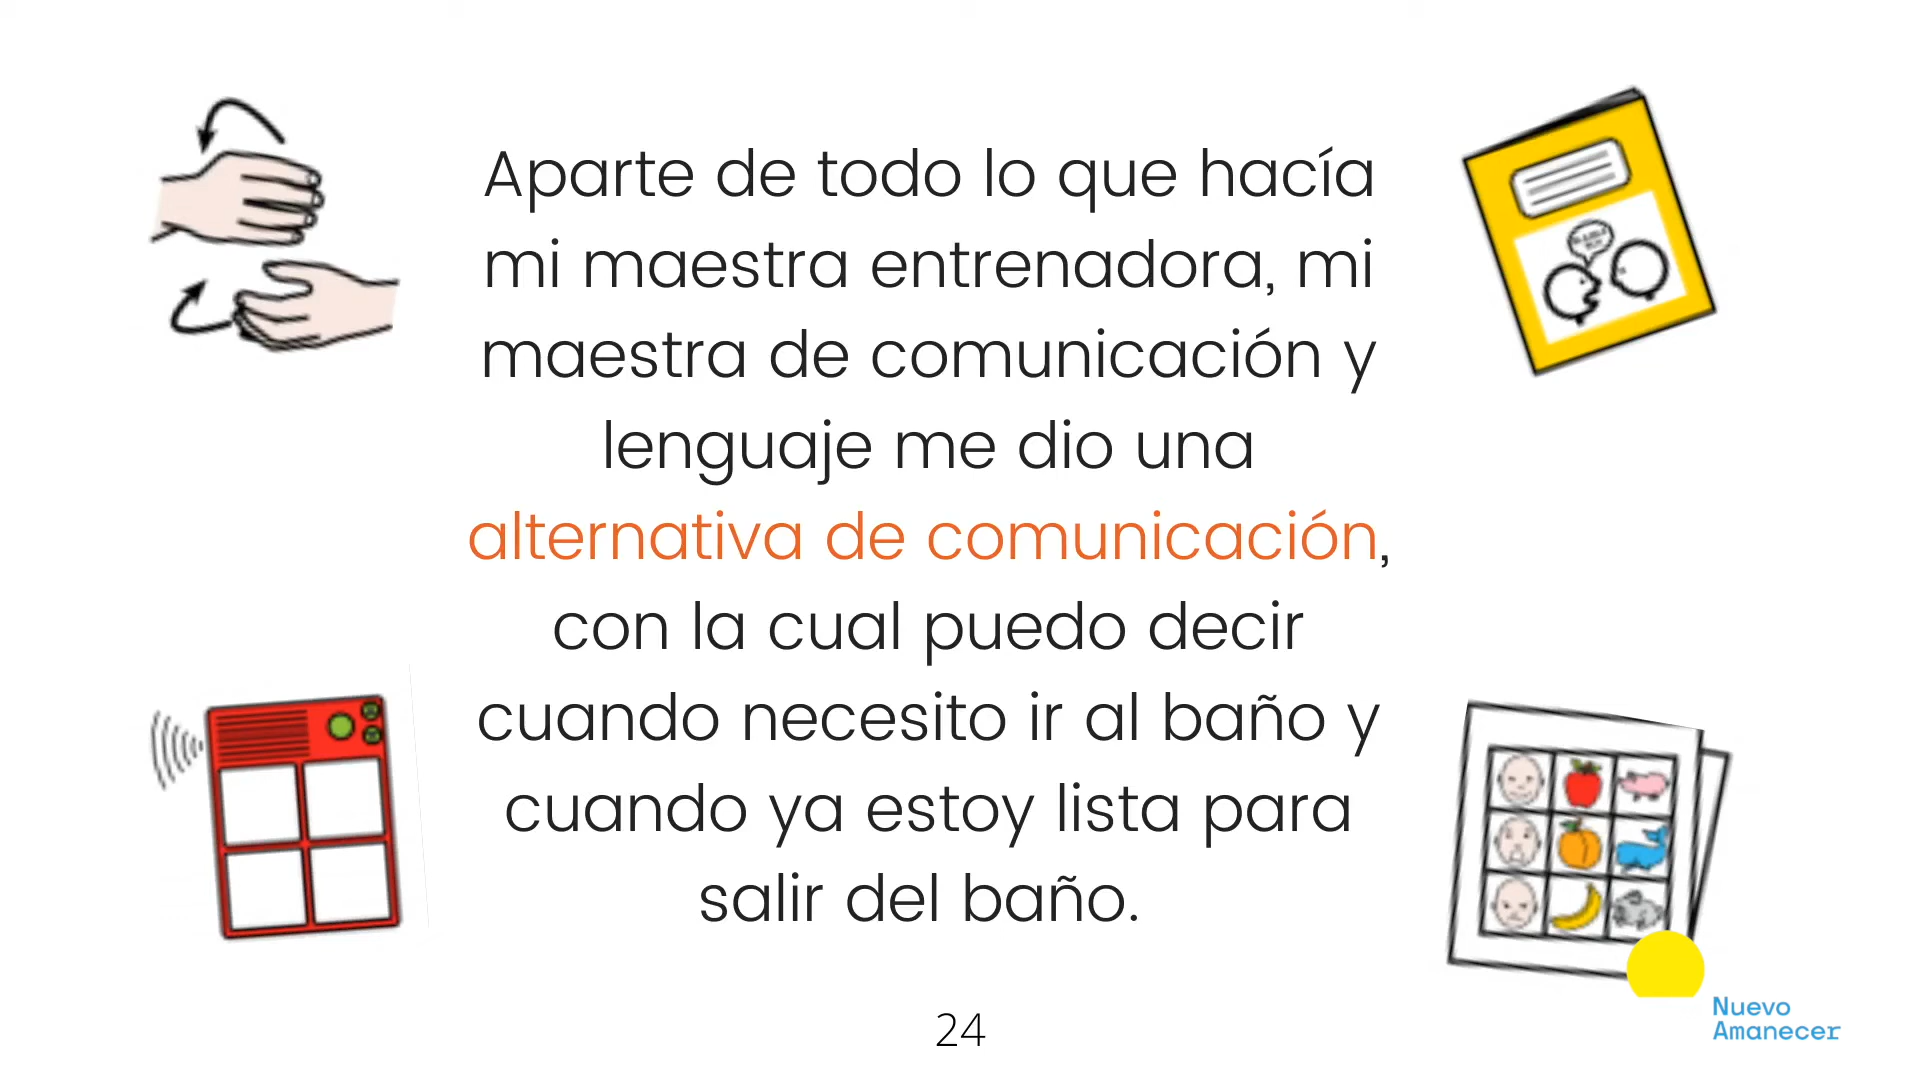 Aparte de todo lo que hacía
mi maestra entrenadora, mi
maestra de comunicación y
lenguaje me dio una
alternativa de comunicación,
con la cual puedo decir
cuando necesito ir al baño y
cuando ya estoy lista para
salir del baño.
24
Nuevo
Amanecer